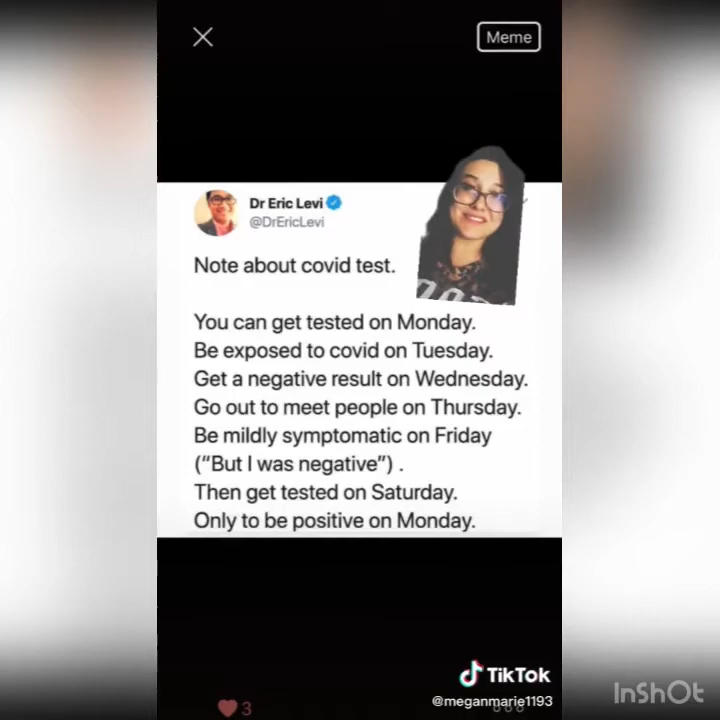 Meme
Dr Eric Levi
@DrEricLevi
Note about covid test.
You can get tested on Monday.
Be exposed to covid on Tuesday.
Get a negative result on Wednesday.
Go out to meet people on Thursday.
Be mildly symptomatic on Friday
("But I was negative") .
Then get tested on Saturday.
Only to be positive on Monday.
TikTok
@meganmarie1193
3
InShOt